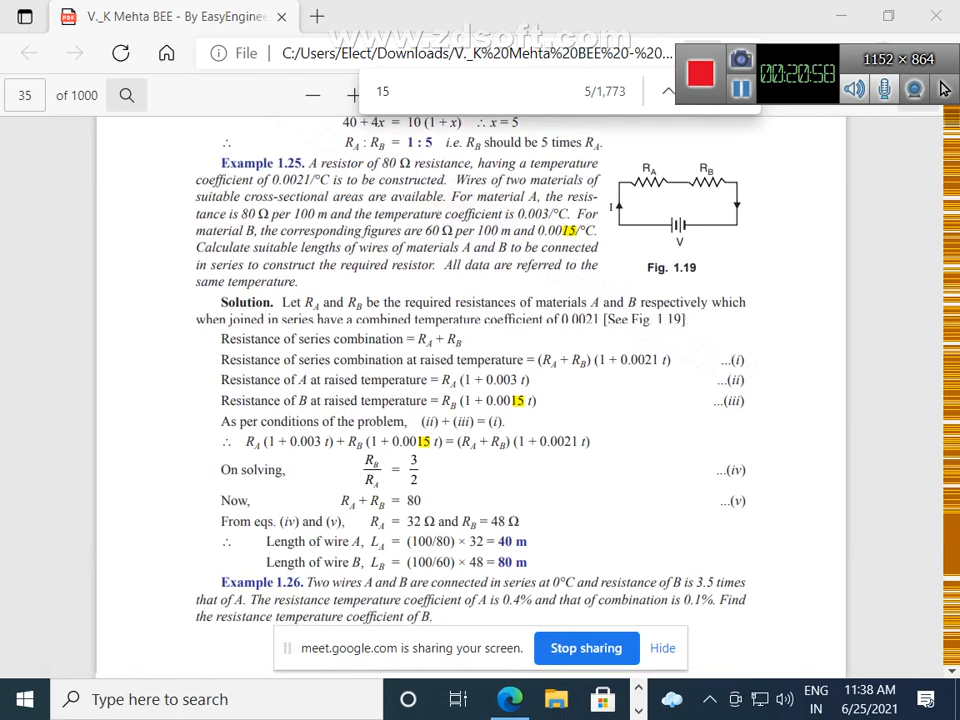 V._K Mehta BEE - By EasyEnginee
www.zdsoft.com
File
C:/Users/Elect/Downloads/V._K%20Mehta%20BEE%20-%20...
1152 × 864
00:20:56
35 of 1000
15 5/1,773
40 + 4x = 10 (1 + x) ∴ x = 5
∴ R_A : R_B = 1 : 5 i.e. R_B should be 5 times R_A.
Example 1.25. A resistor of 80 Ω resistance, having a temperature
coefficient of 0.0021/°C is to be constructed. Wires of two materials of
suitable cross-sectional areas are available. For material A, the resis-
tance is 80 Ω per 100 m and the temperature coefficient is 0.003/°C. For
material B, the corresponding figures are 60 Ω per 100 m and 0.0015/°C.
Calculate suitable lengths of wires of materials A and B to be connected
in series to construct the required resistor. All data are referred to the
same temperature.
R_A R_B
I
V
Fig. 1.19
Solution. Let R_A and R_B be the required resistances of materials A and B respectively which
when joined in series have a combined temperature coefficient of 0.0021 [See Fig. 1.19].
Resistance of series combination = R_A + R_B
Resistance of series combination at raised temperature = (R_A + R_B) (1 + 0.0021 t) ...(i)
Resistance of A at raised temperature = R_A (1 + 0.003 t) ...(ii)
Resistance of B at raised temperature = R_B (1 + 0.0015 t) ...(iii)
As per conditions of the problem, (ii) + (iii) = (i).
∴ R_A (1 + 0.003 t) + R_B (1 + 0.0015 t) = (R_A + R_B) (1 + 0.0021 t)
On solving, R_B/R_A = 3/2 ...(iv)
Now, R_A + R_B = 80 ...(v)
From eqs. (iv) and (v), R_A = 32 Ω and R_B = 48 Ω
∴ Length of wire A, L_A = (100/80) × 32 = 40 m
Length of wire B, L_B = (100/60) × 48 = 80 m
Example 1.26. Two wires A and B are connected in series at 0°C and resistance of B is 3.5 times
that of A. The resistance temperature coefficient of A is 0.4% and that of combination is 0.1%. Find
the resistance temperature coefficient of B.
meet.google.com is sharing your screen. Stop sharing Hide
Type here to search
ENG
IN
11:38 AM
6/25/2021